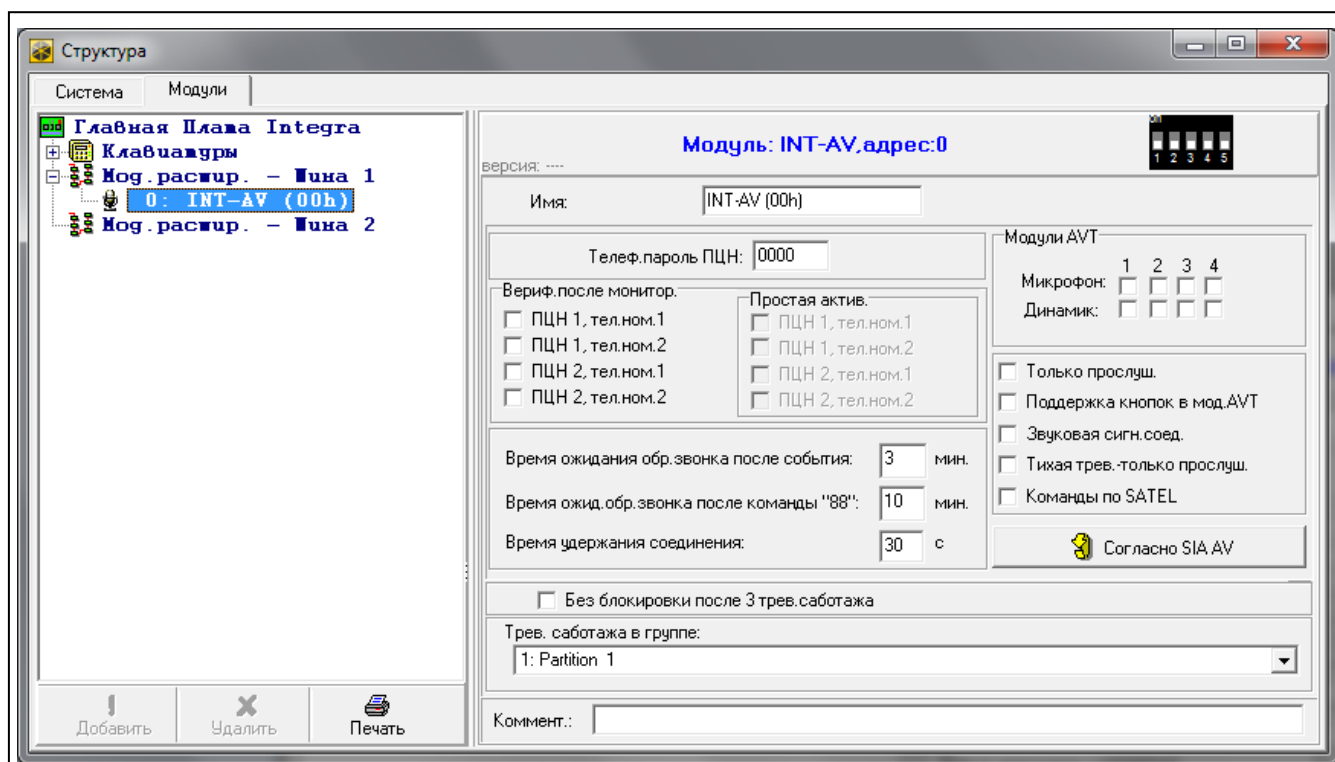 Структура
Система Модули
Главная Плата Integra
Клавиатуры
Мод.расшир. – Шина 1
0: INT-AV (00h)
Мод.расшир. – Шина 2
Добавить Удалить Печать
Модуль: INT-AV,адрес:0
версия: ----
ON
1 2 3 4 5
Имя: INT-AV (00h)
Телеф.пароль ПЦН: 0000
Вериф.после монитор.
ПЦН 1, тел.ном.1
ПЦН 1, тел.ном.2
ПЦН 2, тел.ном.1
ПЦН 2, тел.ном.2
Простая актив.
ПЦН 1, тел.ном.1
ПЦН 1, тел.ном.2
ПЦН 2, тел.ном.1
ПЦН 2, тел.ном.2
Модули AVT
1 2 3 4
Микрофон:
Динамик:
Только прослуш.
Поддержка кнопок в мод.AVT
Звуковая сигн.соед.
Тихая трев.-только прослуш.
Команды по SATEL
Согласно SIA AV
Время ожидания обр.звонка после события: 3 мин.
Время ожид.обр.звонка после команды "88": 10 мин.
Время удержания соединения: 30 с
Без блокировки после 3 трев.саботажа
Трев. саботажа в группе:
1: Partition 1
Коммент.: